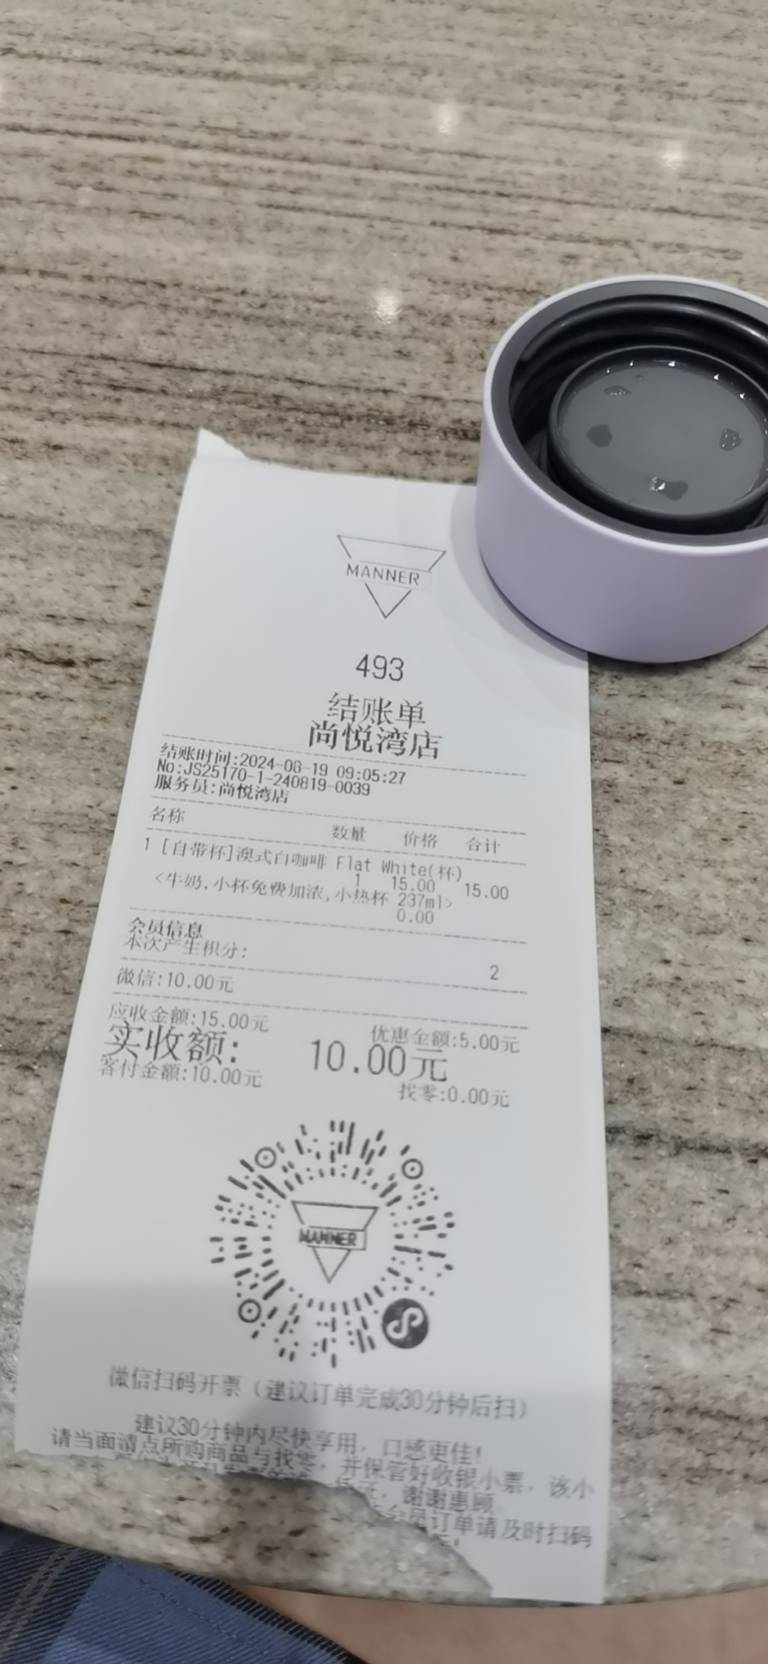 MANNER
493
结账单
尚悦湾店
结账时间:2024-08-19 09:05:27
No:JS25170-1-240819-0039
服务员:尚悦湾店
名称 数量 价格 合计
1 [自带杯]澳式白咖啡 Flat White(杯)
1 15.00 15.00
<牛奶,小杯免费加浓,小热杯 237ml>
0.00
会员信息
本次产生积分: 2
微信:10.00元
应收金额:15.00元 优惠金额:5.00元
实收额: 10.00元
客付金额:10.00元 找零:0.00元
MANNER
微信扫码开票（建议订单完成30分钟后扫）
建议30分钟内尽快享用，口感更佳!
请当面清点所购商品与找零，并保管好收银小票，该小
谢谢惠顾
订单请及时扫码